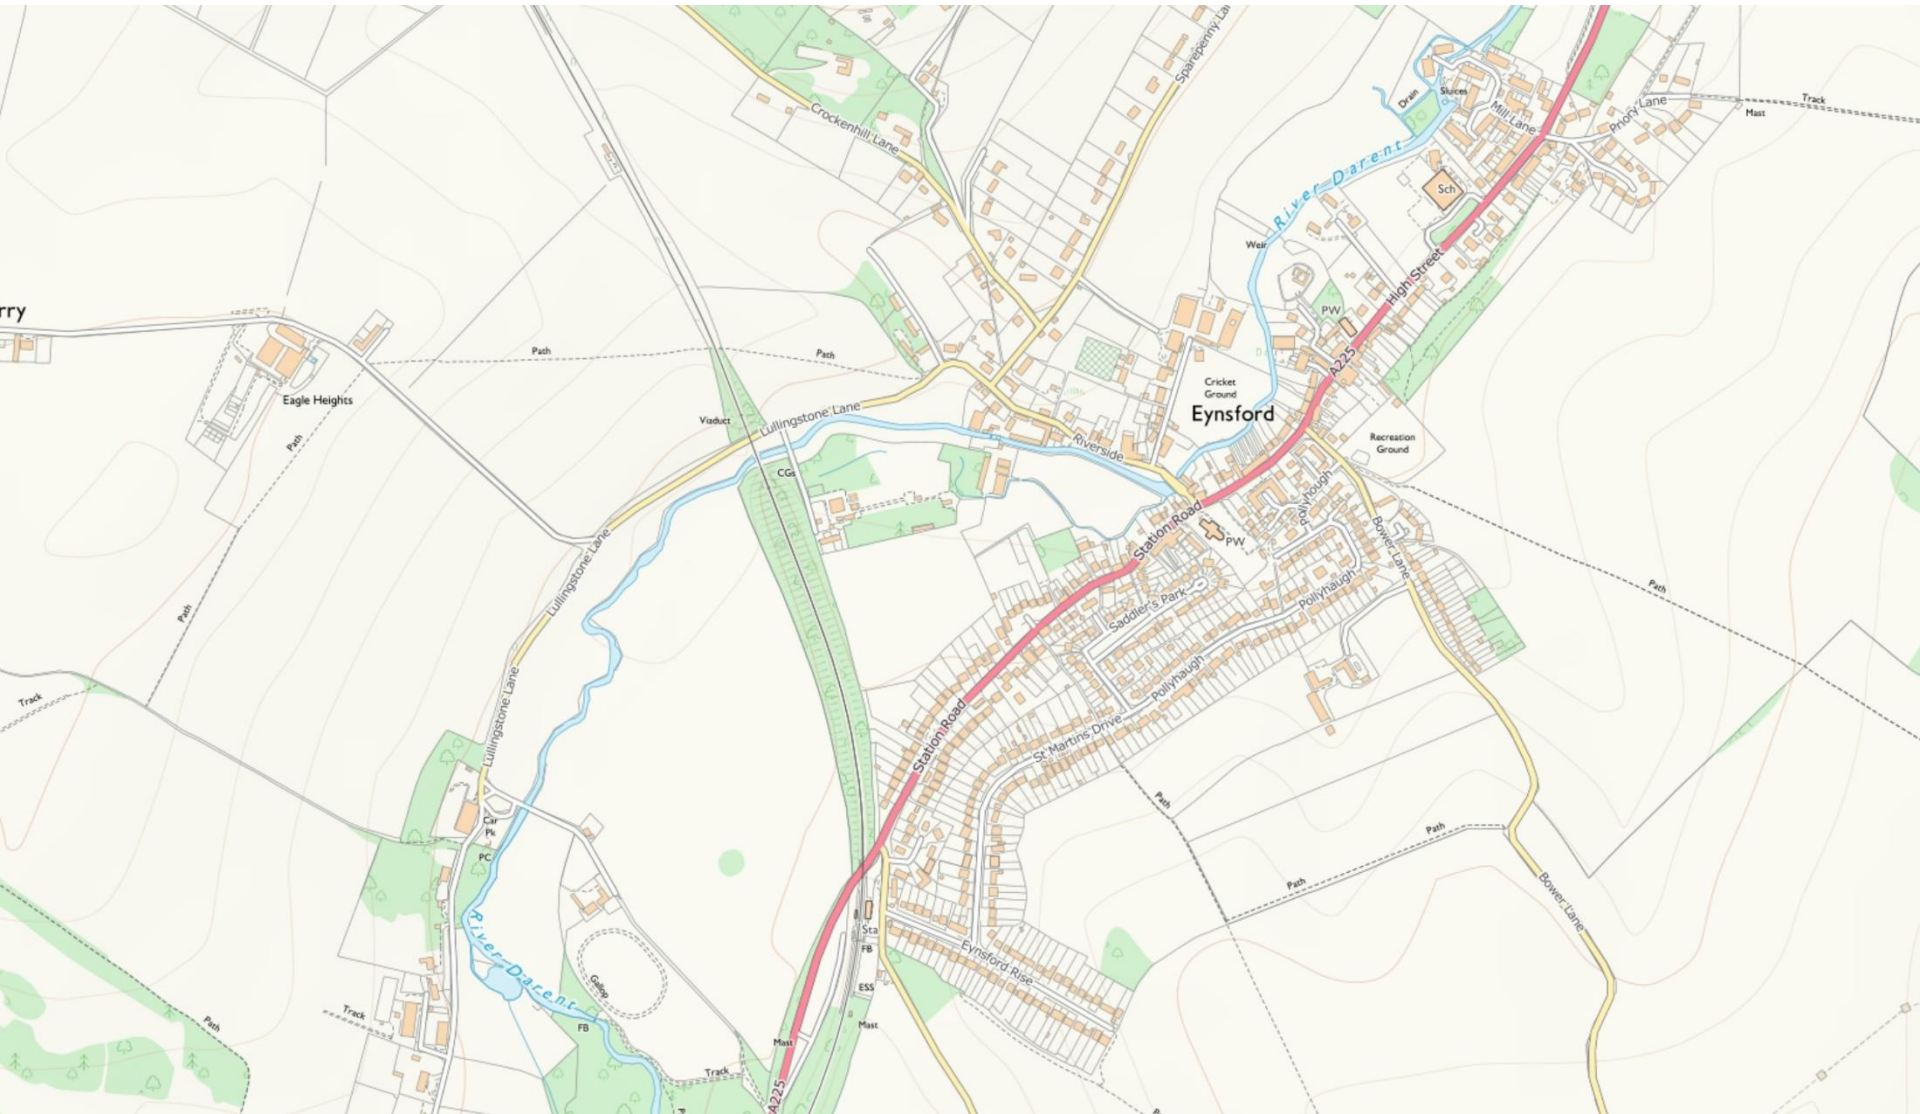 Sparepenny La
Crockenhill Lane
Drain
Sluices
Mill Lane
Priory Lane
Track
Mast
River Darent
Sch
Weir
High Street
PW
A225
rry
Path
Path
Eagle Heights
Path
Cricket
Ground
Eynsford
Recreation
Ground
Viaduct
Lullingstone Lane
Riverside
CGs
Pollyhaugh
Station Road
PW
Bower Lane
Path
Lullingstone Lane
Path
Saddler's Park
Pollyhaugh
Pollyhaugh
Track
Lullingstone Lane
Station Road
St Martins Drive
Path
Car
Pk
PC
Path
Path
Bower Lane
River Darent
Sta
FB
Eynsford Rise
Gallop
ESS
Track
Path
FB
Mast
Mast
Track
A225